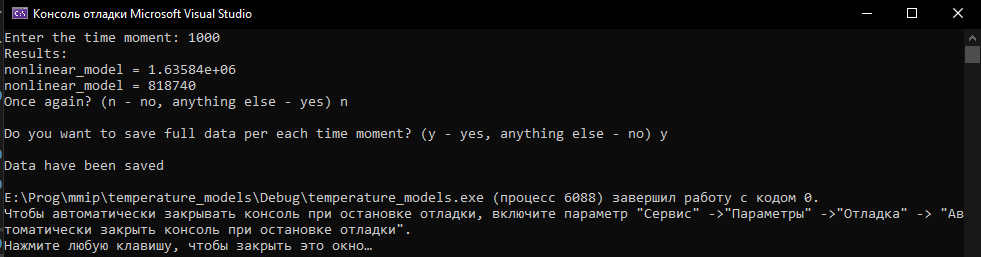 Консоль отладки Microsoft Visual Studio
Enter the time moment: 1000
Results:
nonlinear_model = 1.63584e+06
nonlinear_model = 818740
Once again? (n - no, anything else - yes) n
Do you want to save full data per each time moment? (y - yes, anything else - no) y
Data have been saved
E:\Prog\mmip\temperature_models\Debug\temperature_models.exe (процесс 6088) завершил работу с кодом 0.
Чтобы автоматически закрывать консоль при остановке отладки, включите параметр "Сервис" ->"Параметры" ->"Отладка" -> "Ав
томатически закрыть консоль при остановке отладки".
Нажмите любую клавишу, чтобы закрыть это окно…